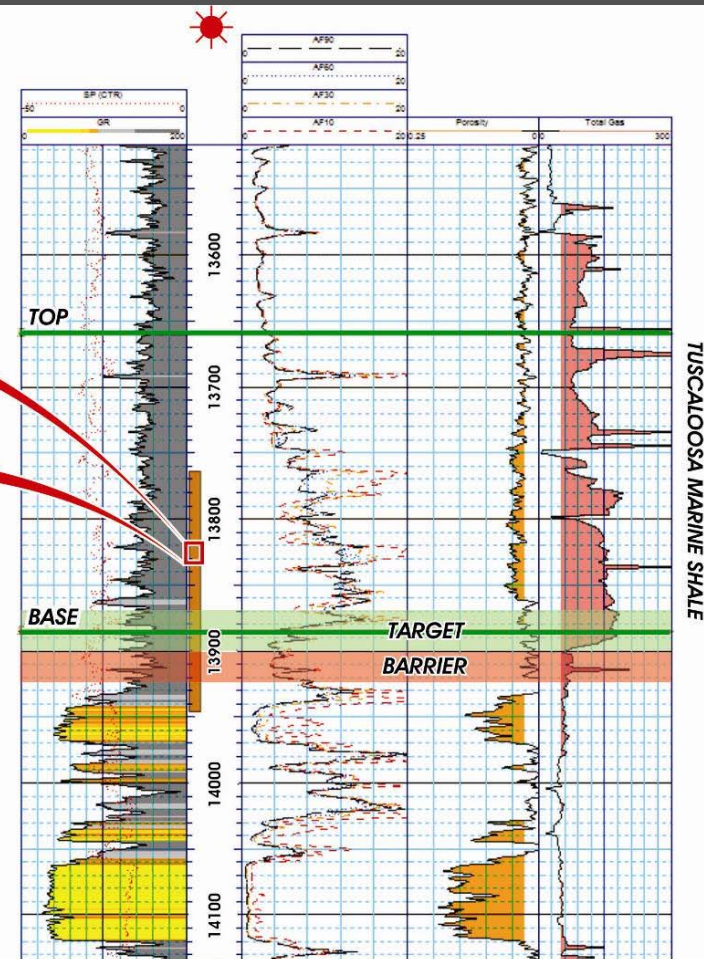 AF90
0 20
AF60
0 20
SP (CTR)
-50 0
AF30
0 20
GR
0 200
AF10
0 20
Porosity
0.25 0
Total Gas
0 300
13600
TOP
13700
13800
BASE
TARGET
13900
BARRIER
14000
14100
TUSCALOOSA MARINE SHALE